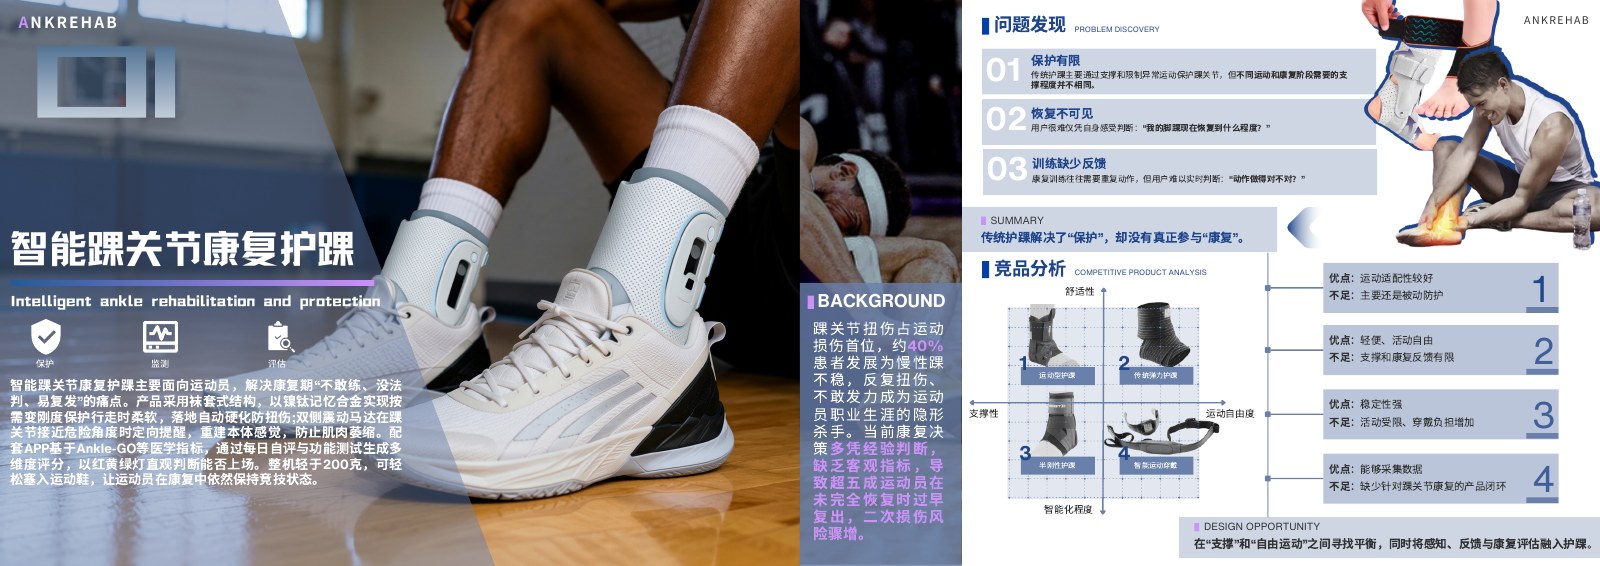 ANKREHAB
01
智能踝关节康复护踝
Intelligent ankle rehabilitation and protection
保护
监测
评估
智能踝关节康复护踝主要面向运动员，解决康复期“不敢练、没法
判、易复发”的痛点。产品采用袜套式结构，以镍钛记忆合金实现按
需变刚度保护行走时柔软，落地自动硬化防扭伤;双侧震动马达在踝
关节接近危险角度时定向提醒，重建本体感觉，防止肌肉萎缩。配
套APP基于Ankle-GO等医学指标，通过每日自评与功能测试生成多
维度评分，以红黄绿灯直观判断能否上场。整机轻于200克，可轻
松塞入运动鞋，让运动员在康复中依然保持竞技状态。
BACKGROUND
踝关节扭伤占运动
损伤首位，约40%
患者发展为慢性踝
不稳，反复扭伤、
不敢发力成为运动
员职业生涯的隐形
杀手。当前康复决
策多凭经验判断，
缺乏客观指标，导
致超五成运动员在
未完全恢复时过早
复出，二次损伤风
险骤增。
问题发现 PROBLEM DISCOVERY
ANKREHAB
01
保护有限
传统护踝主要通过支撑和限制异常运动保护踝关节，但不同运动和康复阶段需要的支
撑程度并不相同。
02
恢复不可见
用户很难仅凭自身感受判断：“我的脚踝现在恢复到什么程度？”
03
训练缺少反馈
康复训练往往需要重复动作，但用户难以实时判断：“动作做得对不对？”
SUMMARY
传统护踝解决了“保护”，却没有真正参与“康复”。
竞品分析 COMPETITIVE PRODUCT ANALYSIS
舒适性
1
运动型护踝
2
传统弹力护踝
支撑性
运动自由度
3
半刚性护踝
4
智能运动穿戴
智能化程度
优点：运动适配性较好
不足：主要还是被动防护
1
优点：轻便、活动自由
不足：支撑和康复反馈有限
2
优点：稳定性强
不足：活动受限、穿戴负担增加
3
优点：能够采集数据
不足：缺少针对踝关节康复的产品闭环
4
DESIGN OPPORTUNITY
在“支撑”和“自由运动”之间寻找平衡，同时将感知、反馈与康复评估融入护踝。